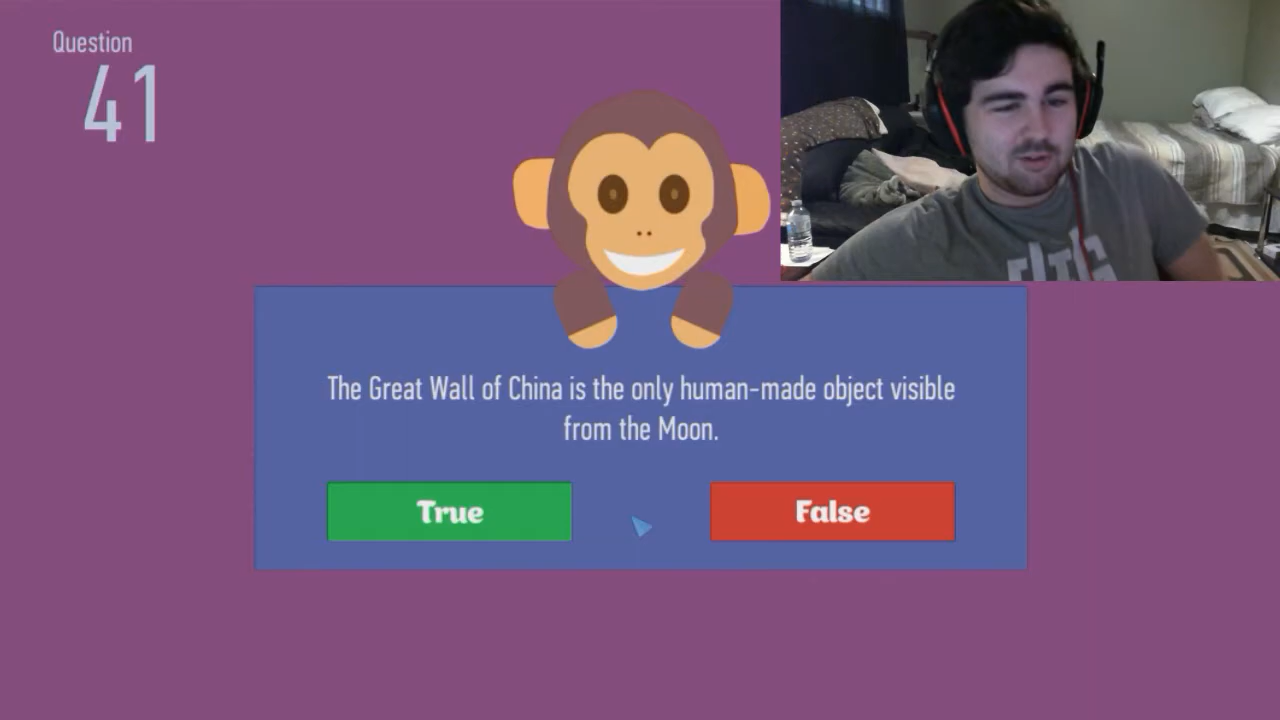 Question
41
The Great Wall of China is the only human-made object visible
from the Moon.
True
False